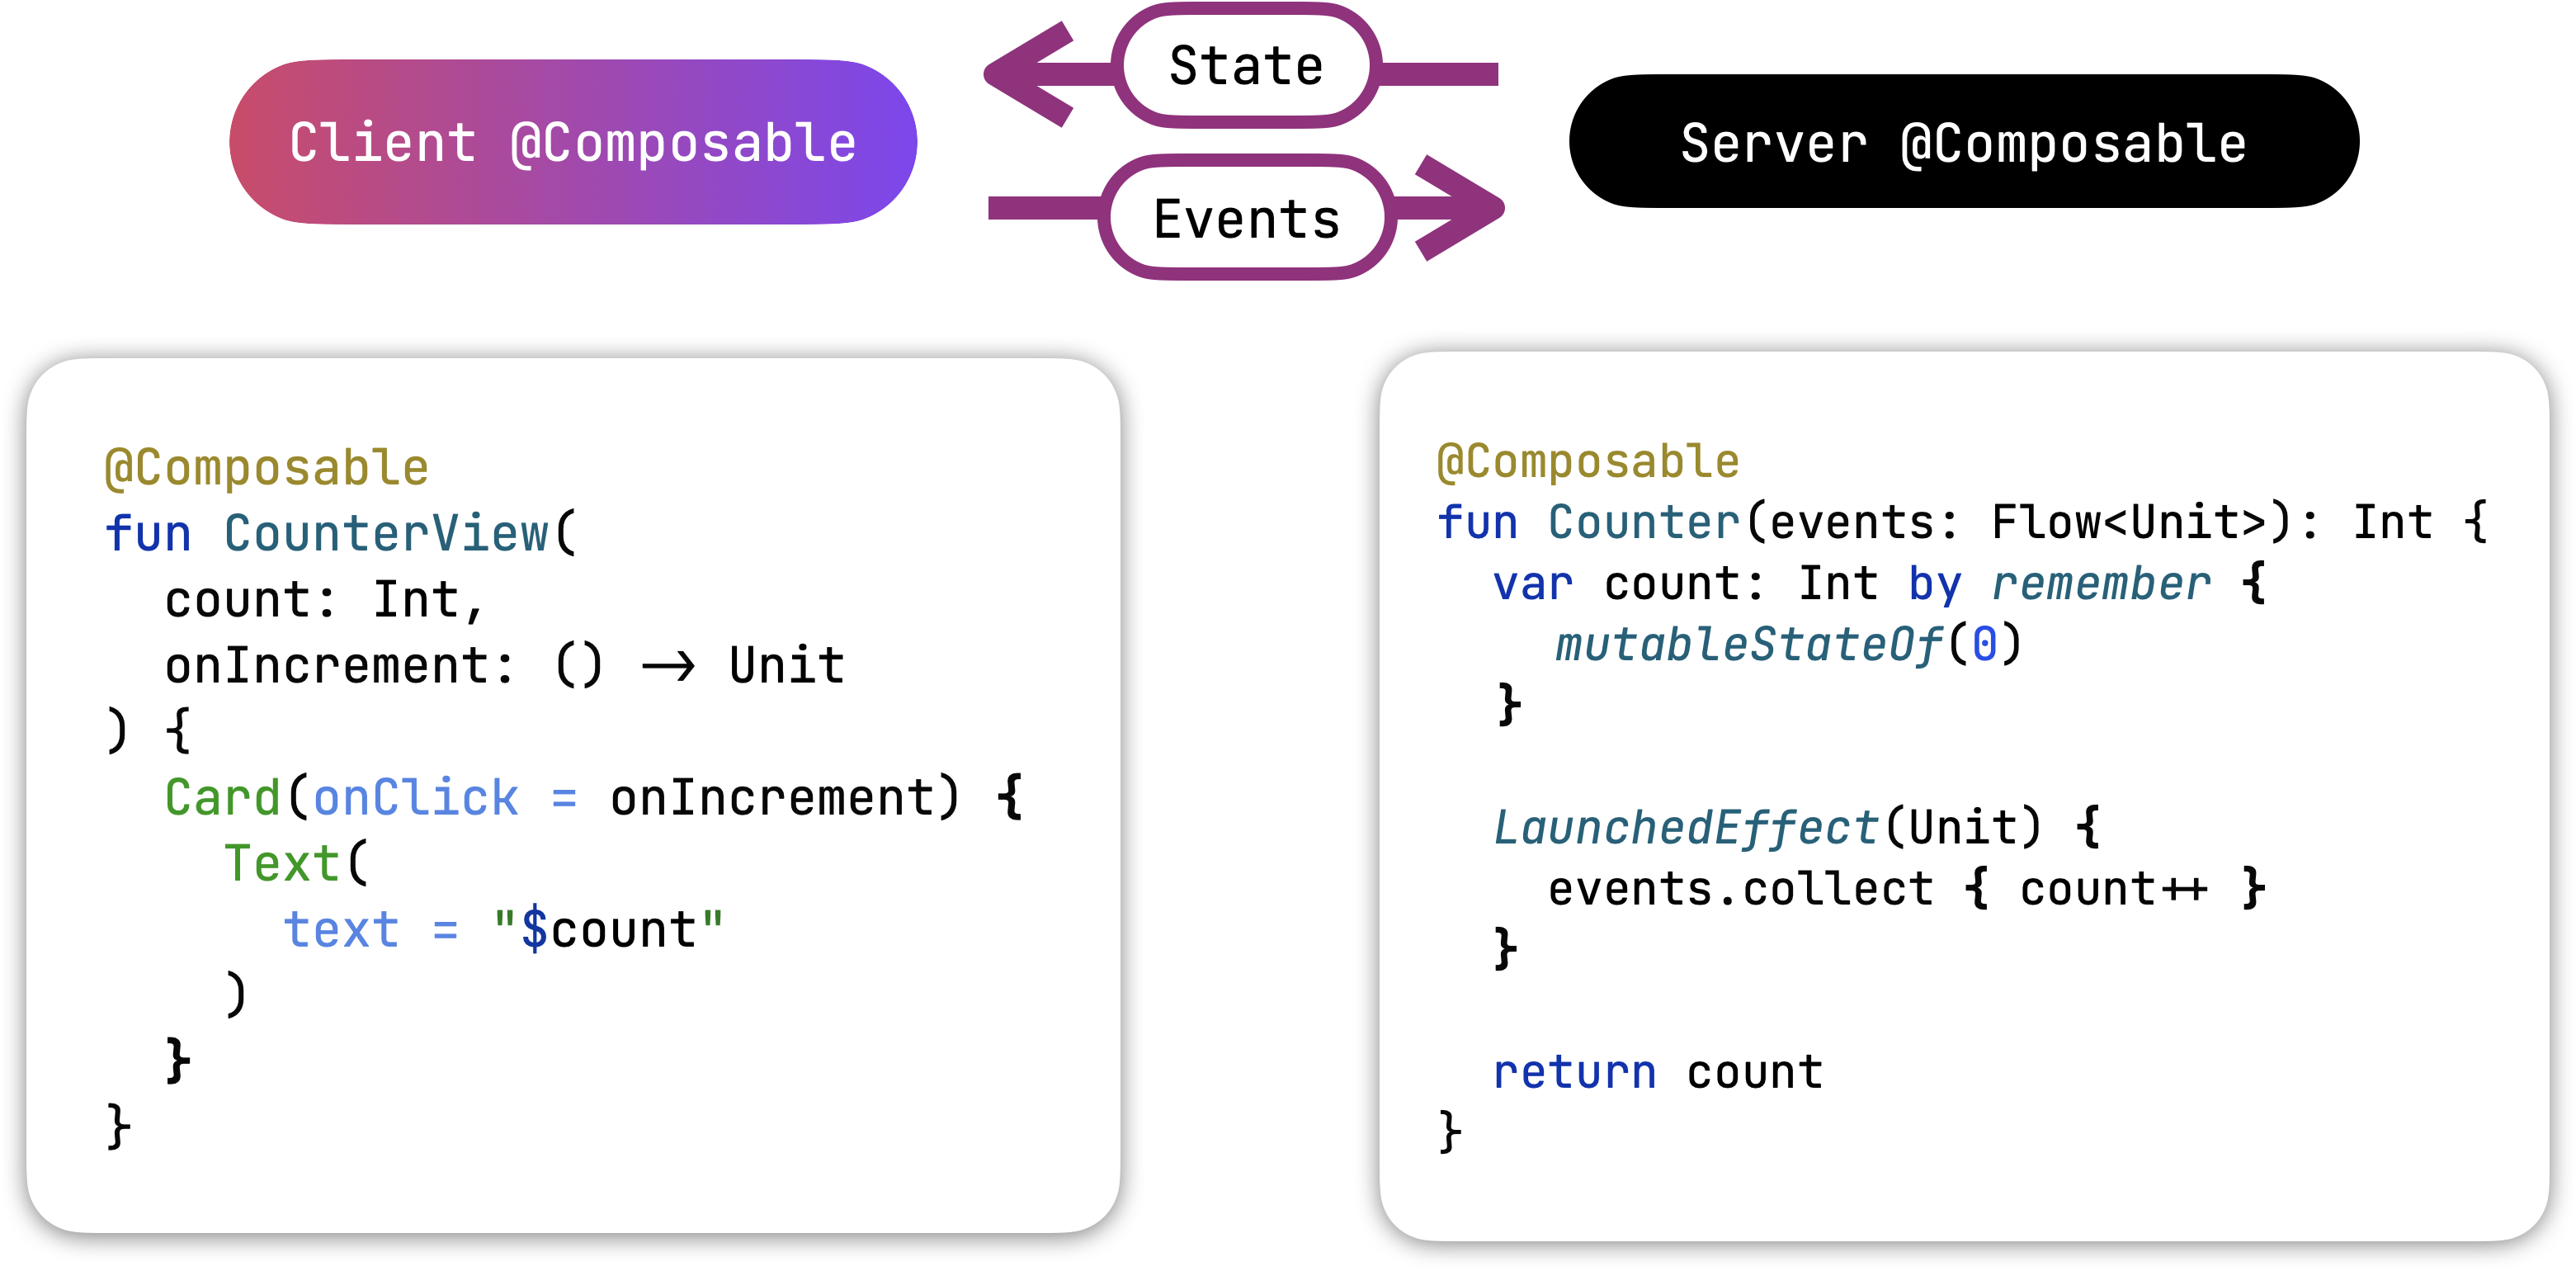 State
Client @Composable
Server @Composable
Events
@Composable
fun CounterView(
  count: Int,
  onIncrement: () -> Unit
) {
  Card(onClick = onIncrement) {
    Text(
      text = "$count"
    )
  }
}
@Composable
fun Counter(events: Flow<Unit>): Int {
  var count: Int by remember {
    mutableStateOf(0)
  }
  LaunchedEffect(Unit) {
    events.collect { count++ }
  }
  return count
}